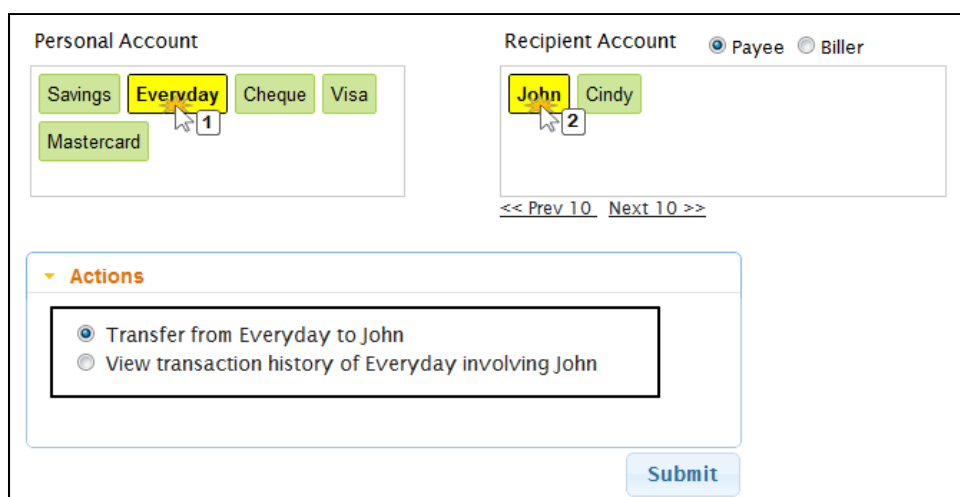 Personal Account
Recipient Account Payee Biller
Savings Everyday Cheque Visa
1
Mastercard
John Cindy
2
<< Prev 10 Next 10 >>
Actions
Transfer from Everyday to John
View transaction history of Everyday involving John
Submit